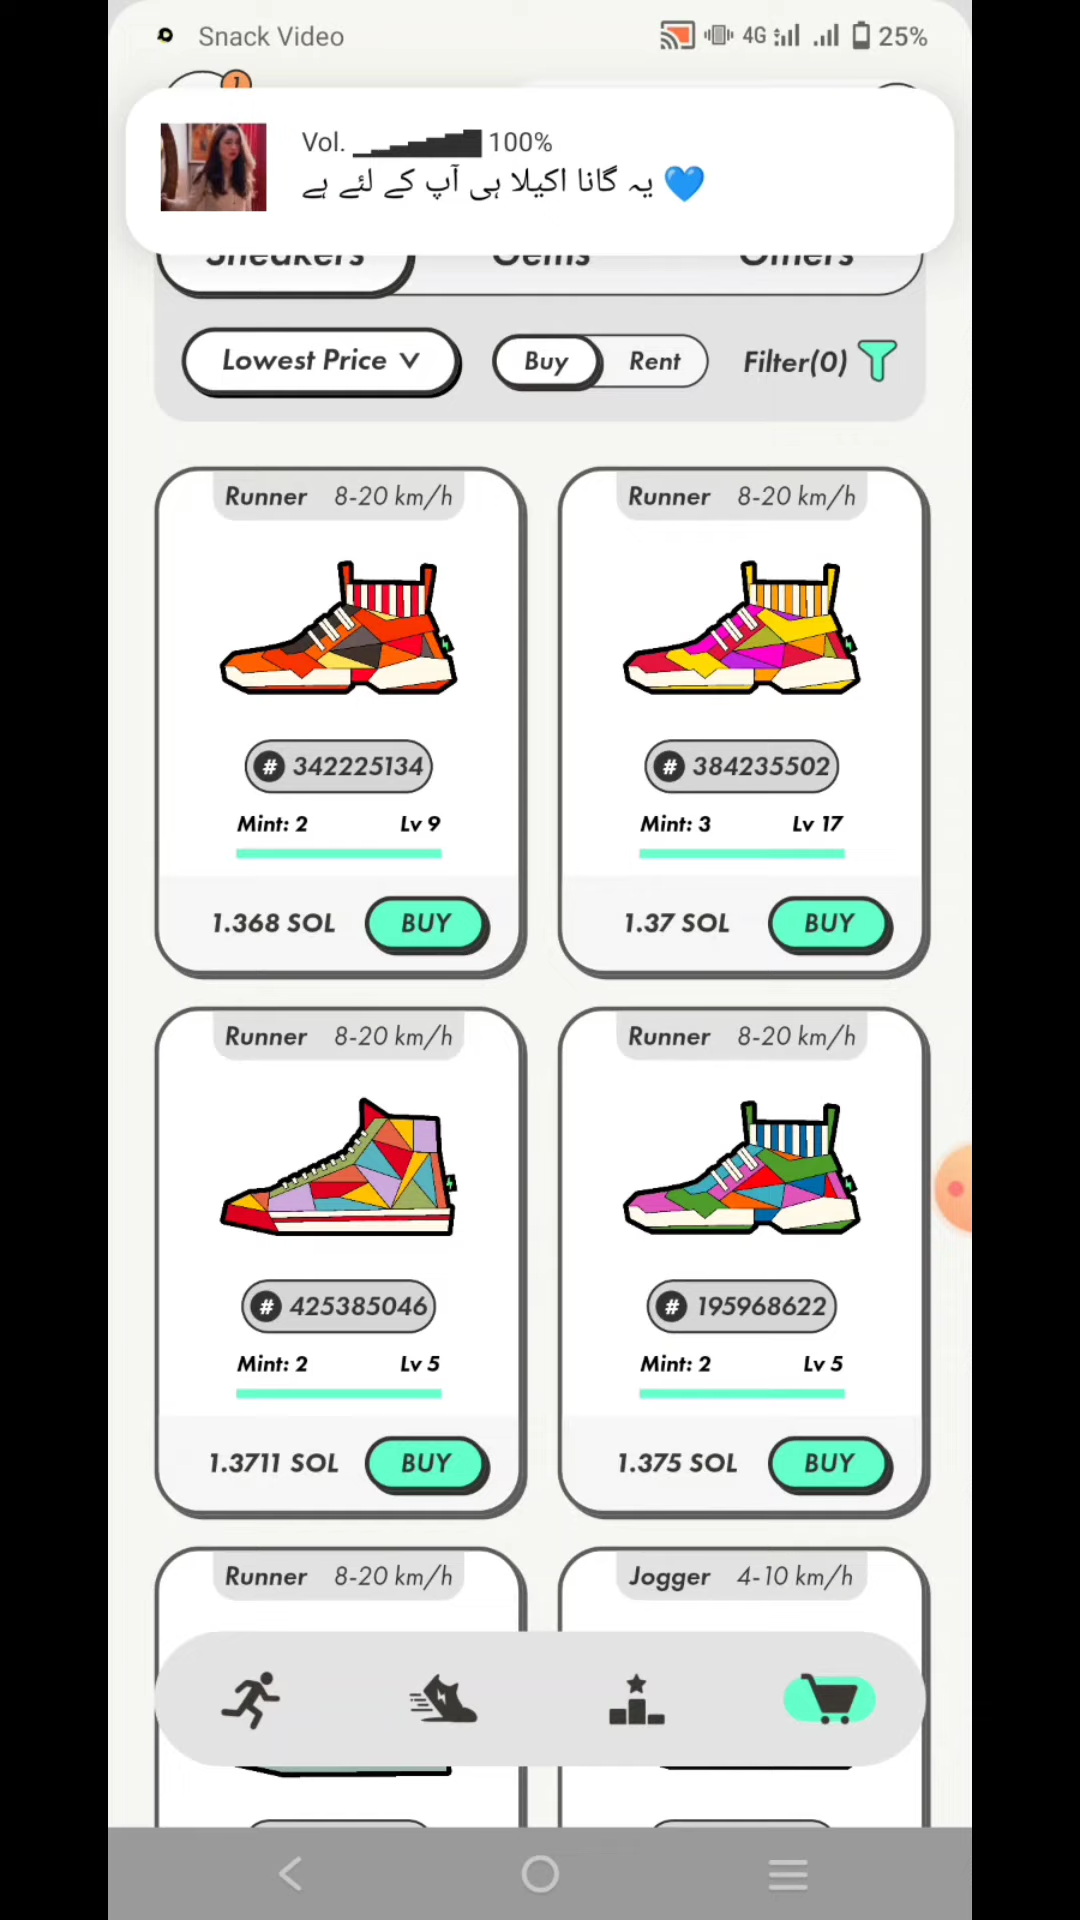 Snack Video
4G 25%
1
Vol. 100%
یہ گانا اکیلا ہی آپ کے لئے ہے 💙
Sneakers Gems Others
Lowest Price Buy Rent Filter(0)
Runner 8-20 km/h
# 342225134
Mint: 2 Lv 9
1.368 SOL BUY
Runner 8-20 km/h
# 384235502
Mint: 3 Lv 17
1.37 SOL BUY
Runner 8-20 km/h
# 425385046
Mint: 2 Lv 5
1.3711 SOL BUY
Runner 8-20 km/h
# 195968622
Mint: 2 Lv 5
1.375 SOL BUY
Runner 8-20 km/h
Jogger 4-10 km/h